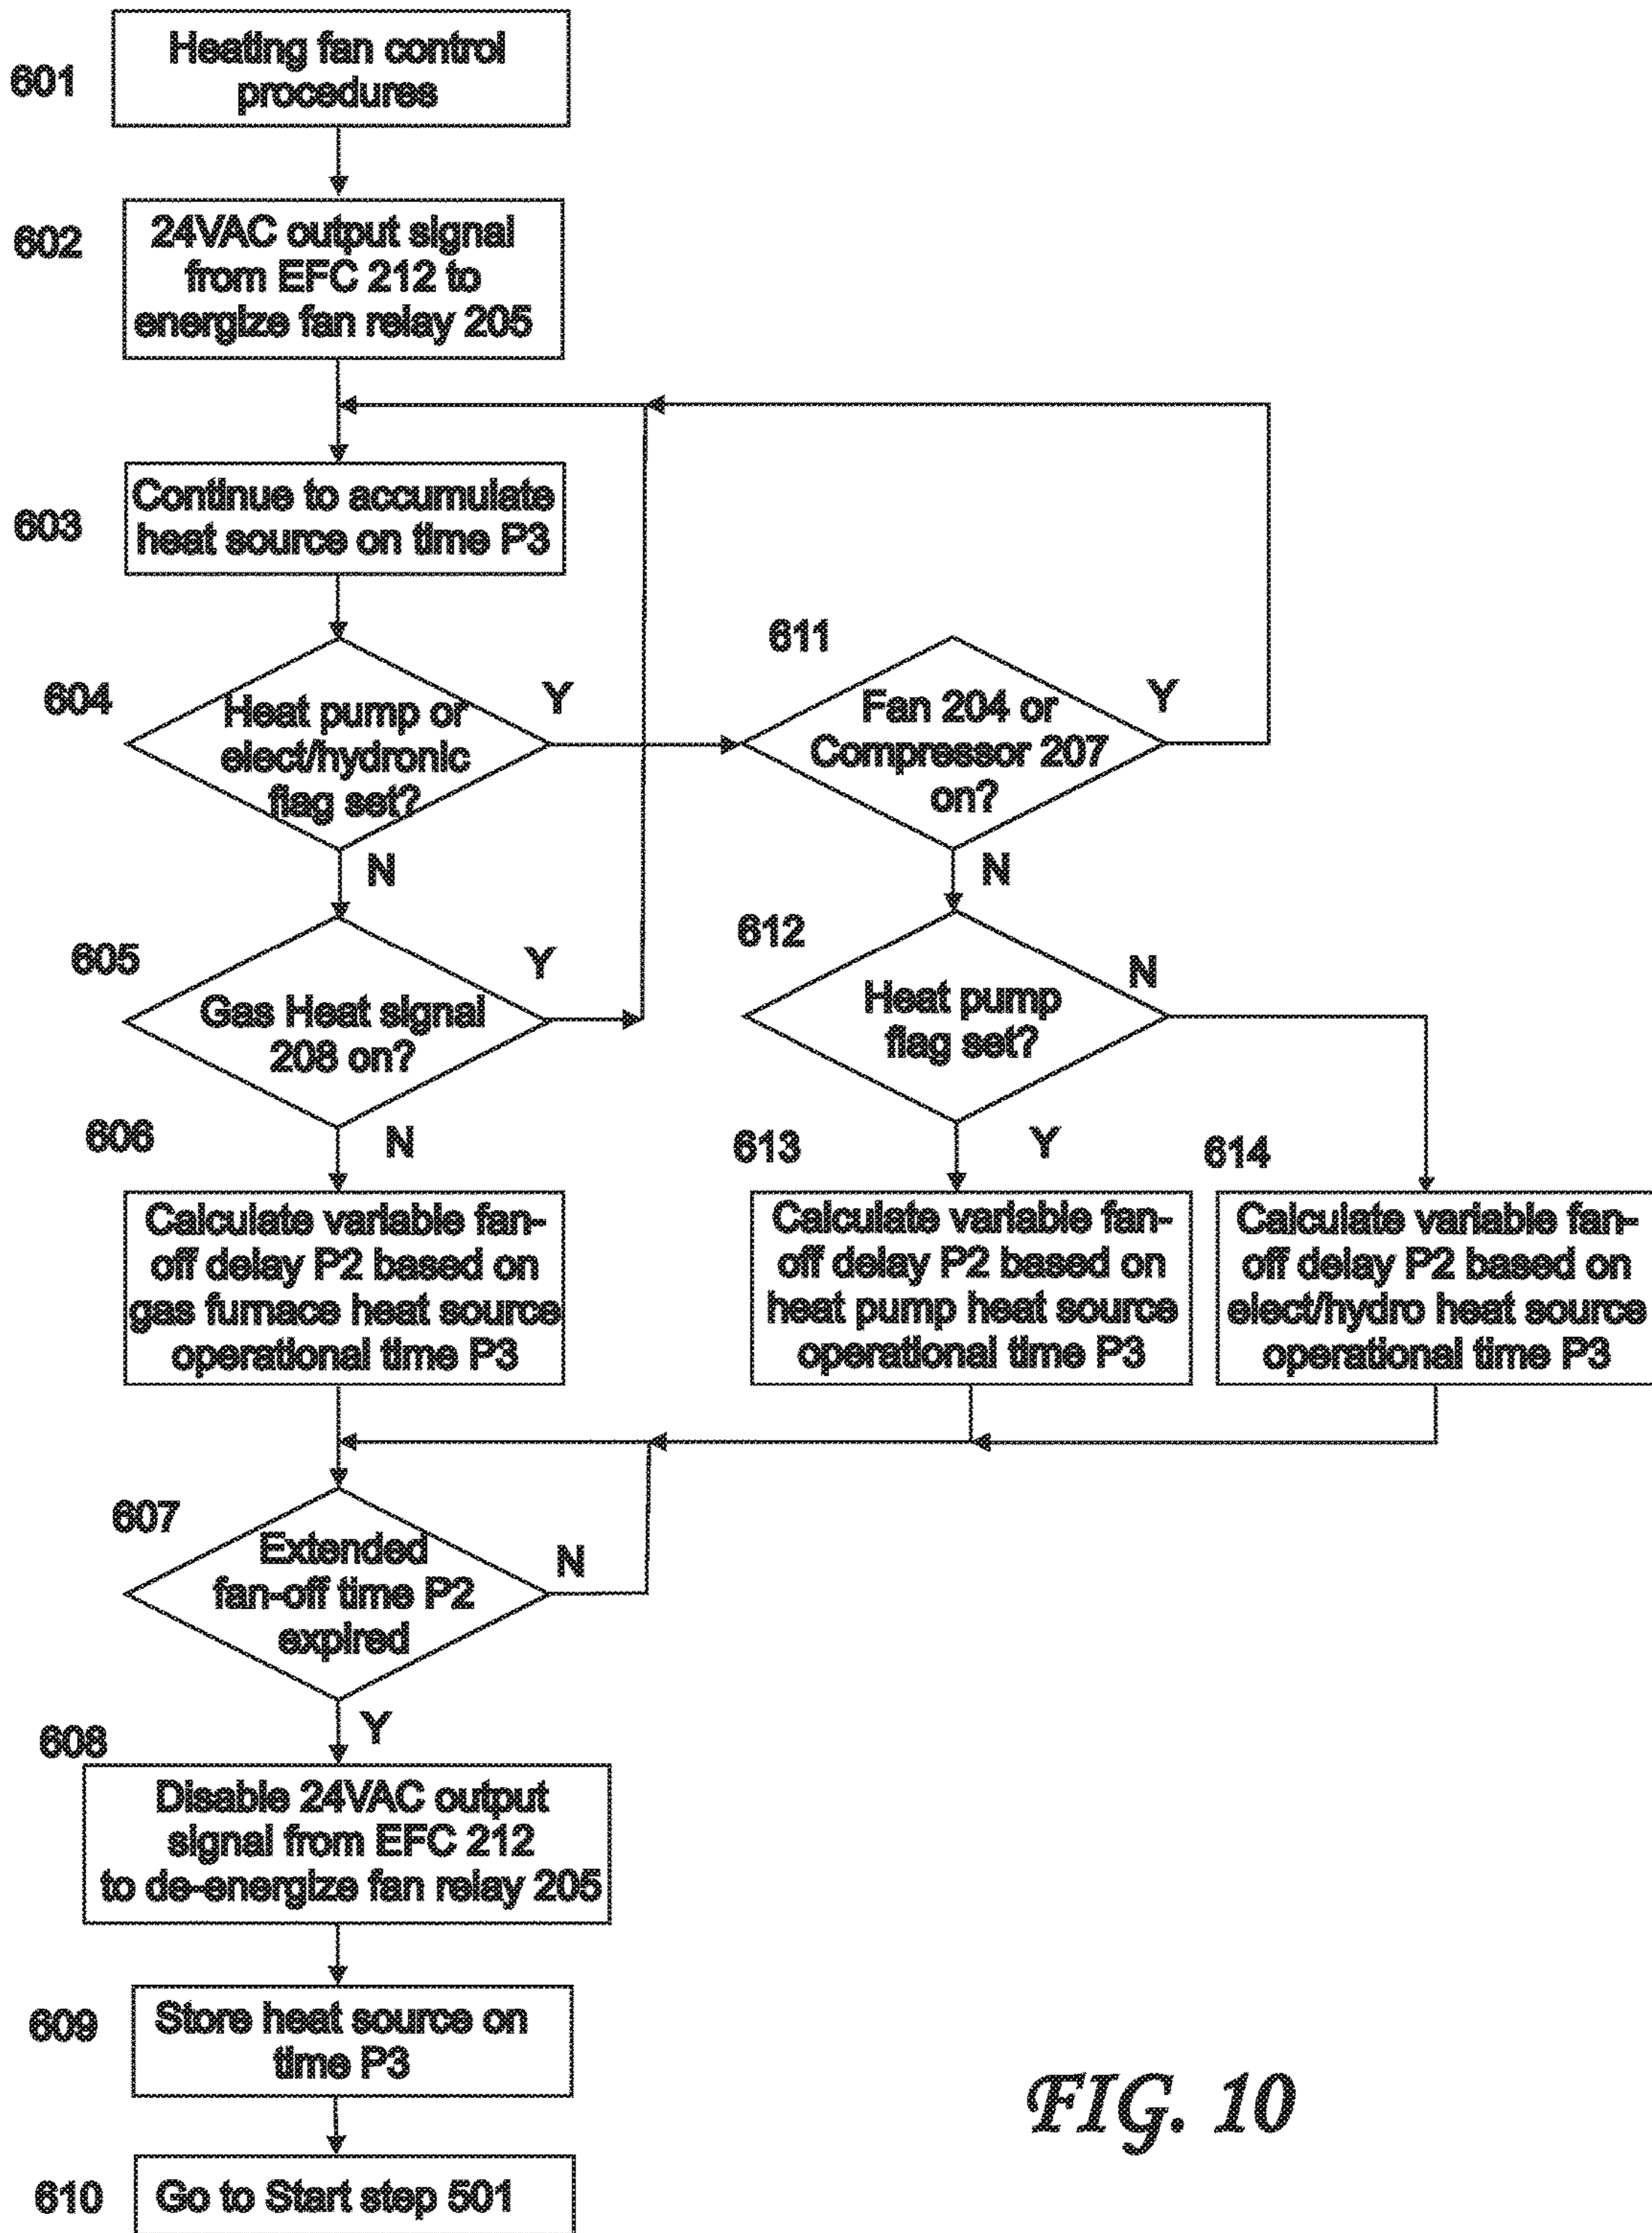 601
Heating fan control
procedures
602
24VAC output signal
from EFC 212 to
energize fan relay 205
603
Continue to accumulate
heat source on time P3
604
Heat pump or
elect/hydronic
flag set?
Y
N
611
Fan 204 or
Compressor 207
on?
Y
N
605
Gas Heat signal
208 on?
Y
N
612
Heat pump
flag set?
N
Y
606
Calculate variable fan-
off delay P2 based on
gas furnace heat source
operational time P3
613
Calculate variable fan-
off delay P2 based on
heat pump heat source
operational time P3
614
Calculate variable fan-
off delay P2 based on
elect/hydro heat source
operational time P3
607
Extended
fan-off time P2
expired
N
Y
608
Disable 24VAC output
signal from EFC 212
to de-energize fan relay 205
609
Store heat source on
time P3
610
Go to Start step 501
FIG. 10